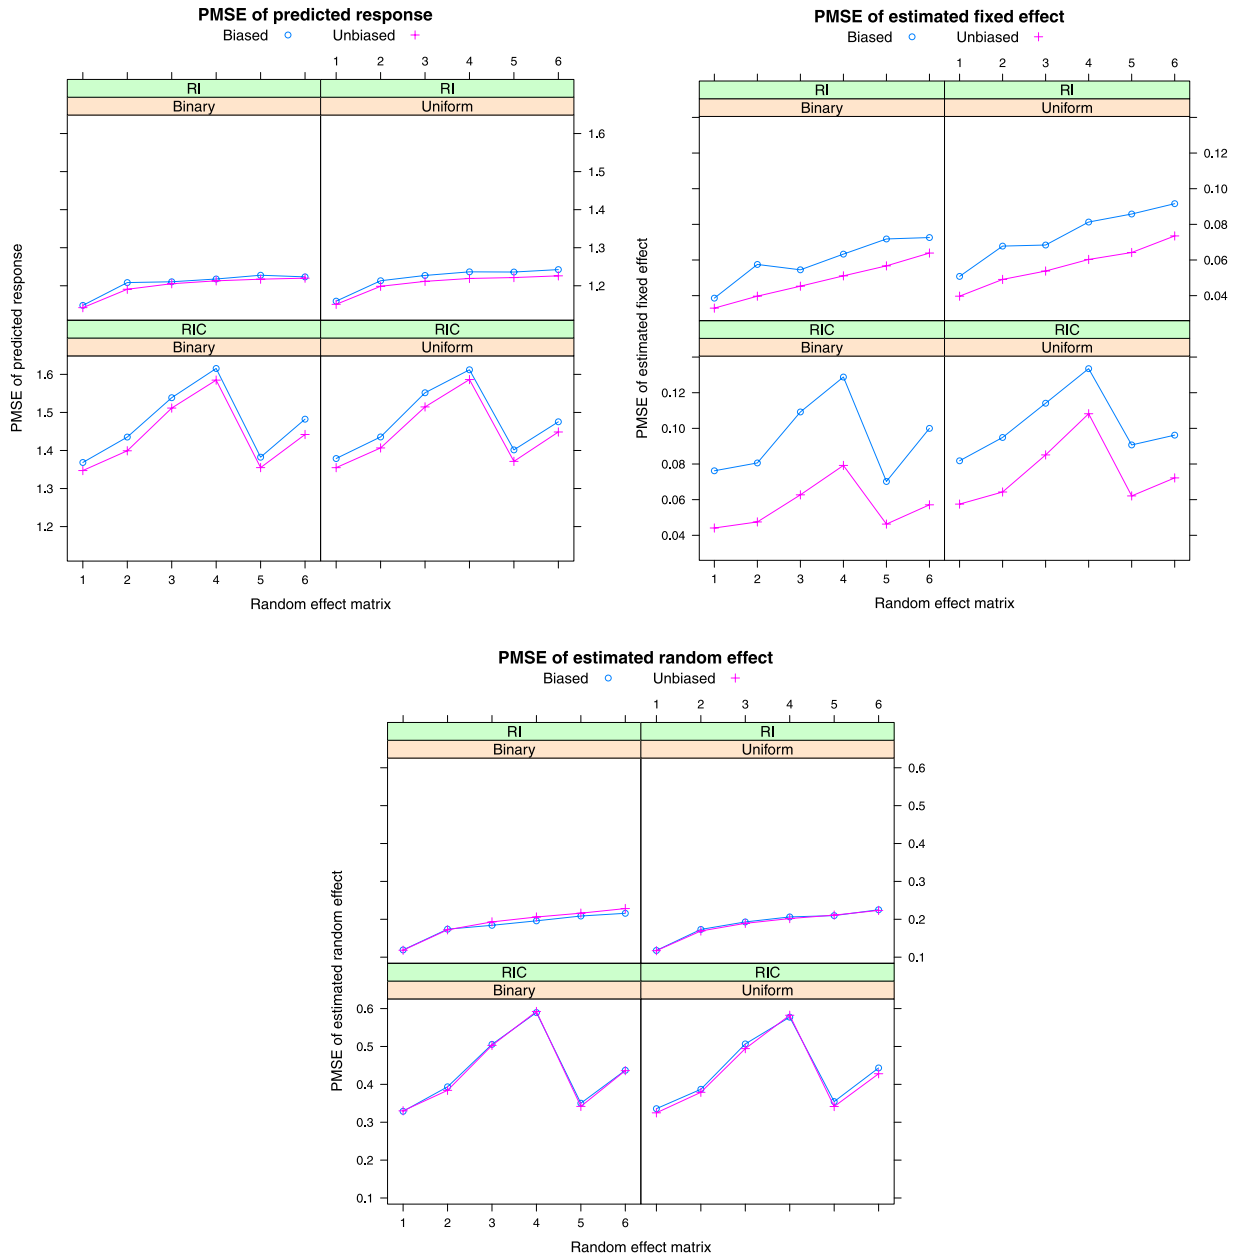 PMSE of predicted response
Biased Unbiased
1 2 3 4 5 6
RI RI
Binary Uniform
1.6
1.5
1.4
1.3
1.2
RIC RIC
Binary Uniform
1.6
1.5
1.4
1.3
1.2
1 2 3 4 5 6
Random effect matrix
PMSE of predicted response
PMSE of estimated fixed effect
Biased Unbiased
1 2 3 4 5 6
RI RI
Binary Uniform
0.12
0.10
0.08
0.06
0.04
RIC RIC
Binary Uniform
0.12
0.10
0.08
0.06
0.04
1 2 3 4 5 6
Random effect matrix
PMSE of estimated fixed effect
PMSE of estimated random effect
Biased Unbiased
1 2 3 4 5 6
RI RI
Binary Uniform
0.6
0.5
0.4
0.3
0.2
0.1
RIC RIC
Binary Uniform
0.6
0.5
0.4
0.3
0.2
0.1
1 2 3 4 5 6
Random effect matrix
PMSE of estimated random effect